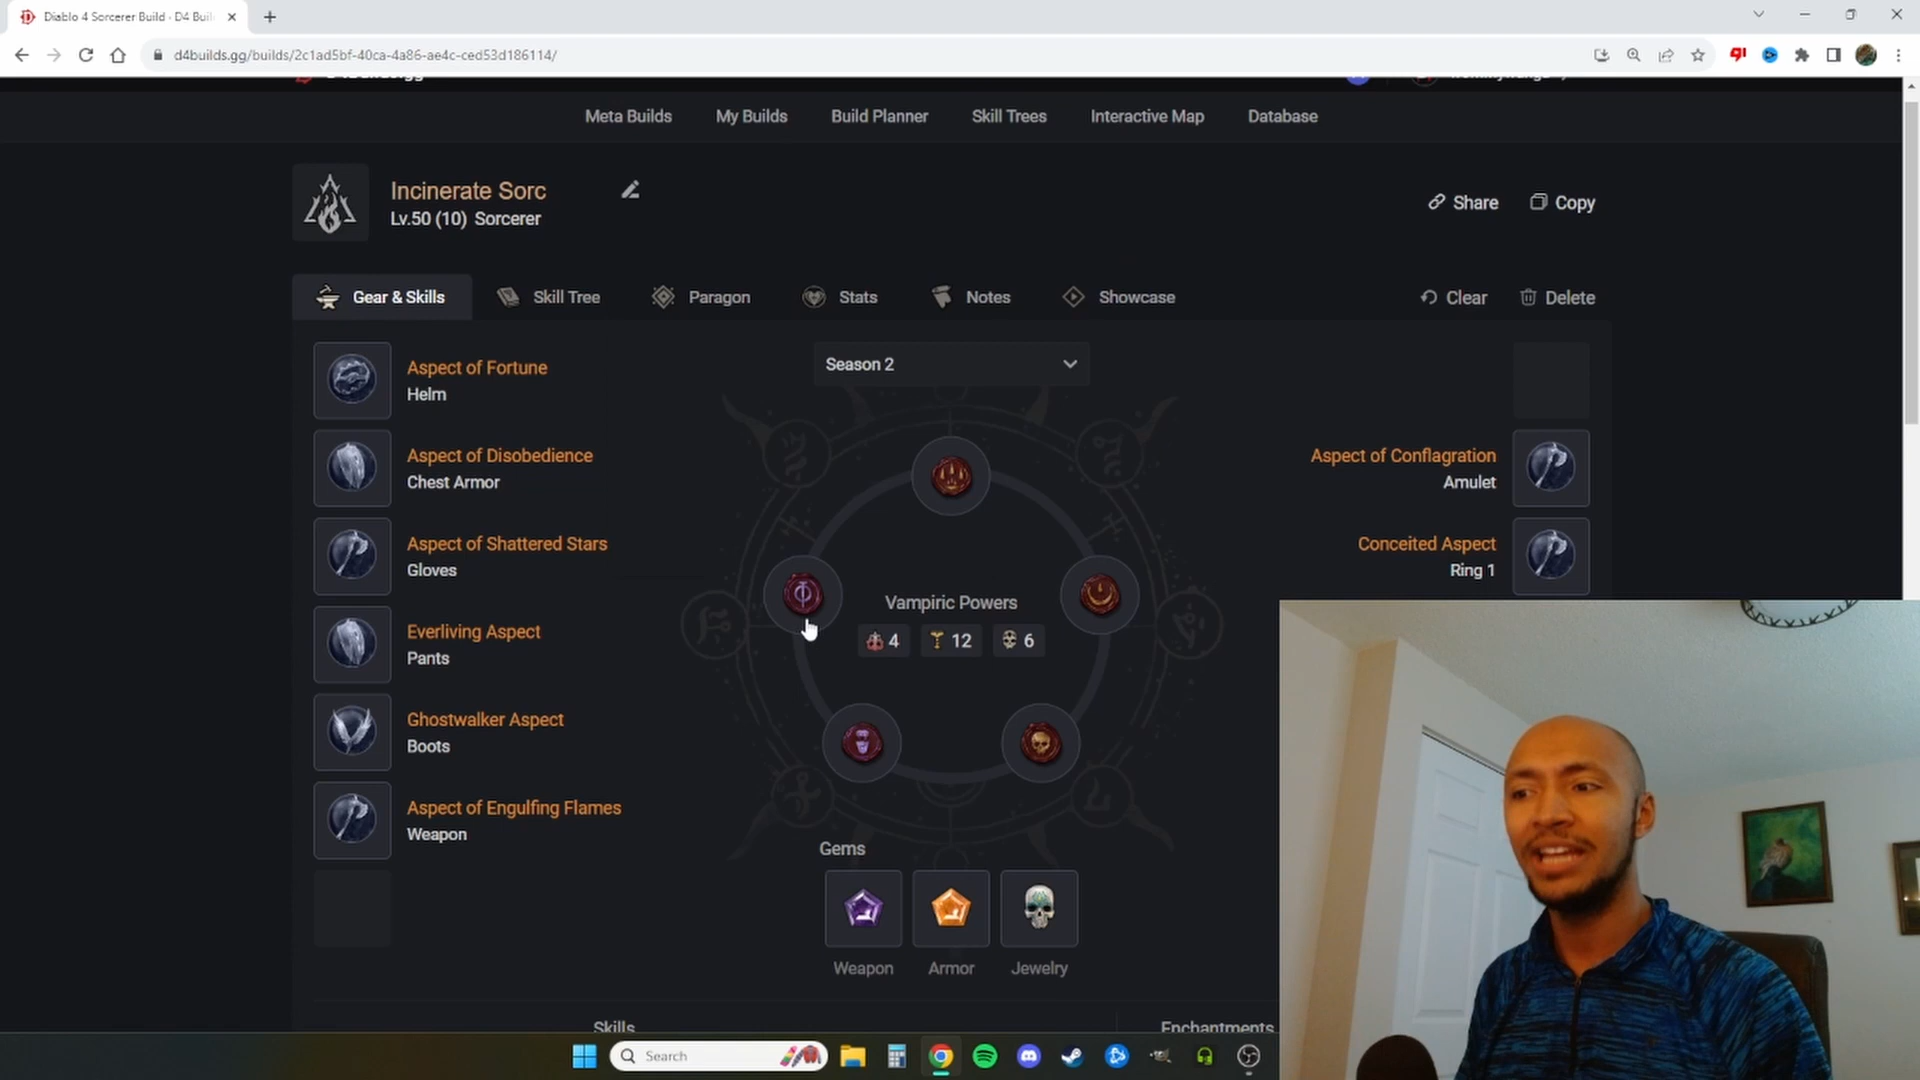 Diablo 4 Sorcerer Build - D4 Buil
d4builds.gg/builds/2c1ad5bf-40ca-4a86-ae4c-ced53d186114/
Meta Builds
My Builds
Build Planner
Skill Trees
Interactive Map
Database
Incinerate Sorc
Lv.50 (10) Sorcerer
Share
Copy
Gear & Skills
Skill Tree
Paragon
Stats
Notes
Showcase
Clear
Delete
Aspect of Fortune
Helm
Aspect of Disobedience
Chest Armor
Aspect of Shattered Stars
Gloves
Everliving Aspect
Pants
Ghostwalker Aspect
Boots
Aspect of Engulfing Flames
Weapon
Season 2
Vampiric Powers
4
12
6
Aspect of Conflagration
Amulet
Conceited Aspect
Ring 1
Gems
Weapon
Armor
Jewelry
Skills
Enchantments
Search